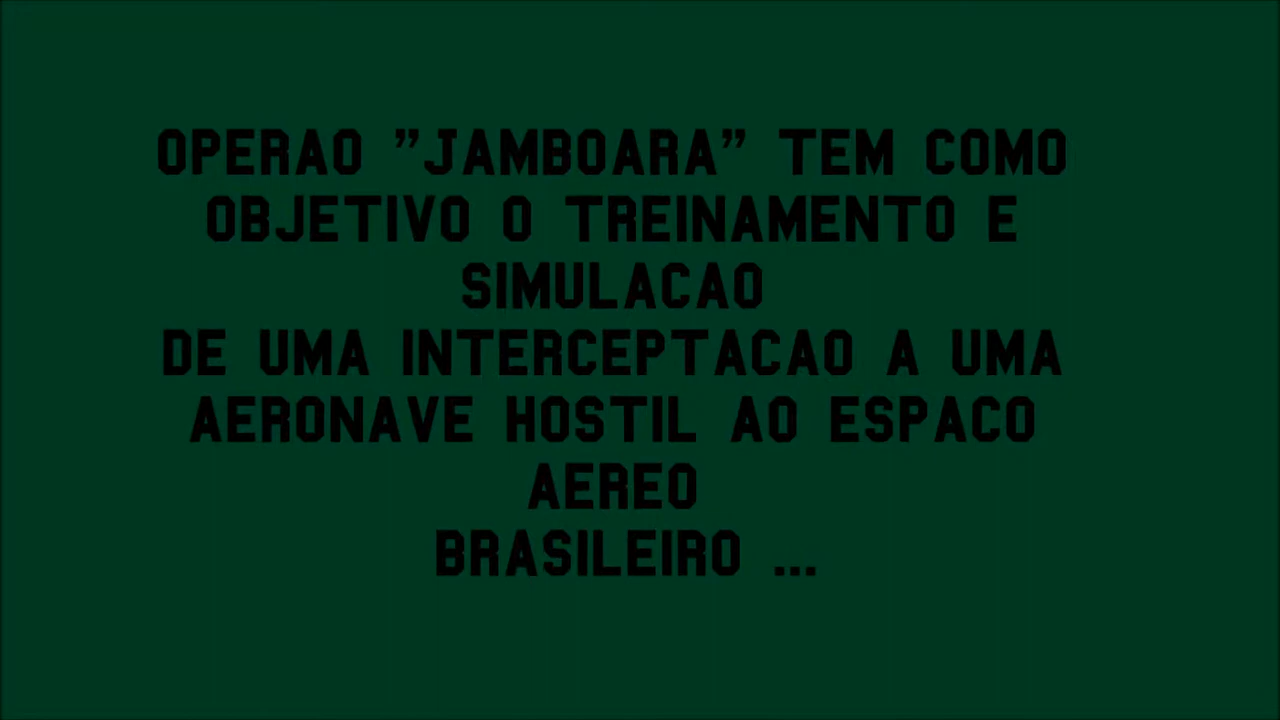 OPERAO "JAMBOARA" TEM COMO
OBJETIVO O TREINAMENTO E
SIMULACAO
DE UMA INTERCEPTACAO A UMA
AERONAVE HOSTIL AO ESPACO
AEREO
BRASILEIRO ...